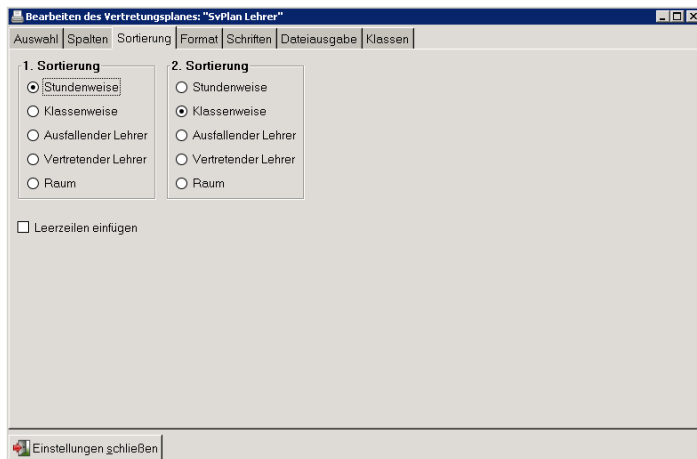 Bearbeiten des Vertretungsplanes: "SvPlan Lehrer"
Auswahl Spalten Sortierung Format Schriften Dateiausgabe Klassen
1. Sortierung
Stundenweise
Klassenweise
Ausfallender Lehrer
Vertretender Lehrer
Raum
2. Sortierung
Stundenweise
Klassenweise
Ausfallender Lehrer
Vertretender Lehrer
Raum
Leerzeilen einfügen
Einstellungen schließen